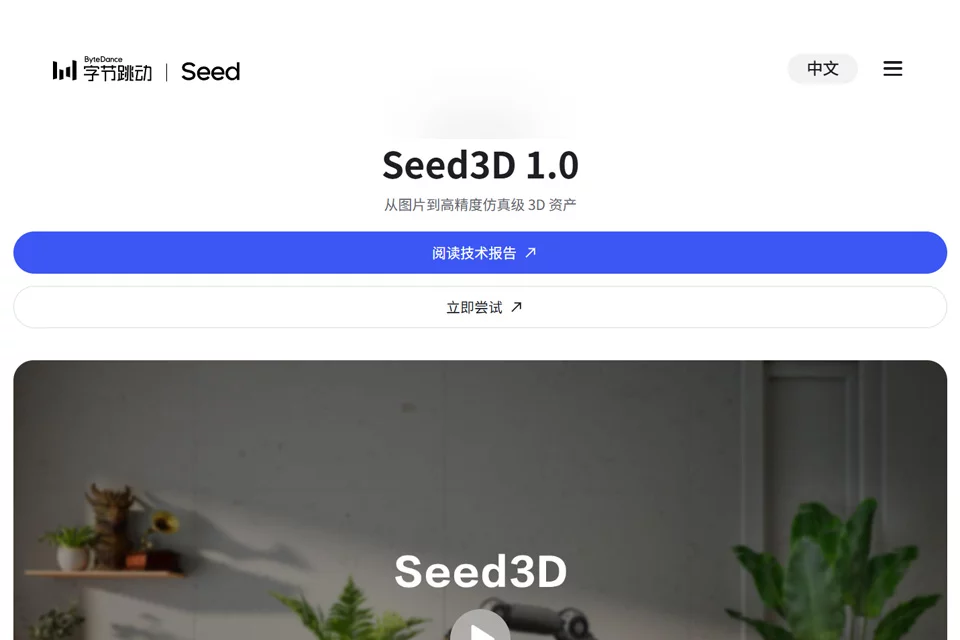 ByteDance
字节跳动 | Seed
中文
Seed3D 1.0
从图片到高精度仿真级 3D 资产
阅读技术报告
立即尝试
Seed3D